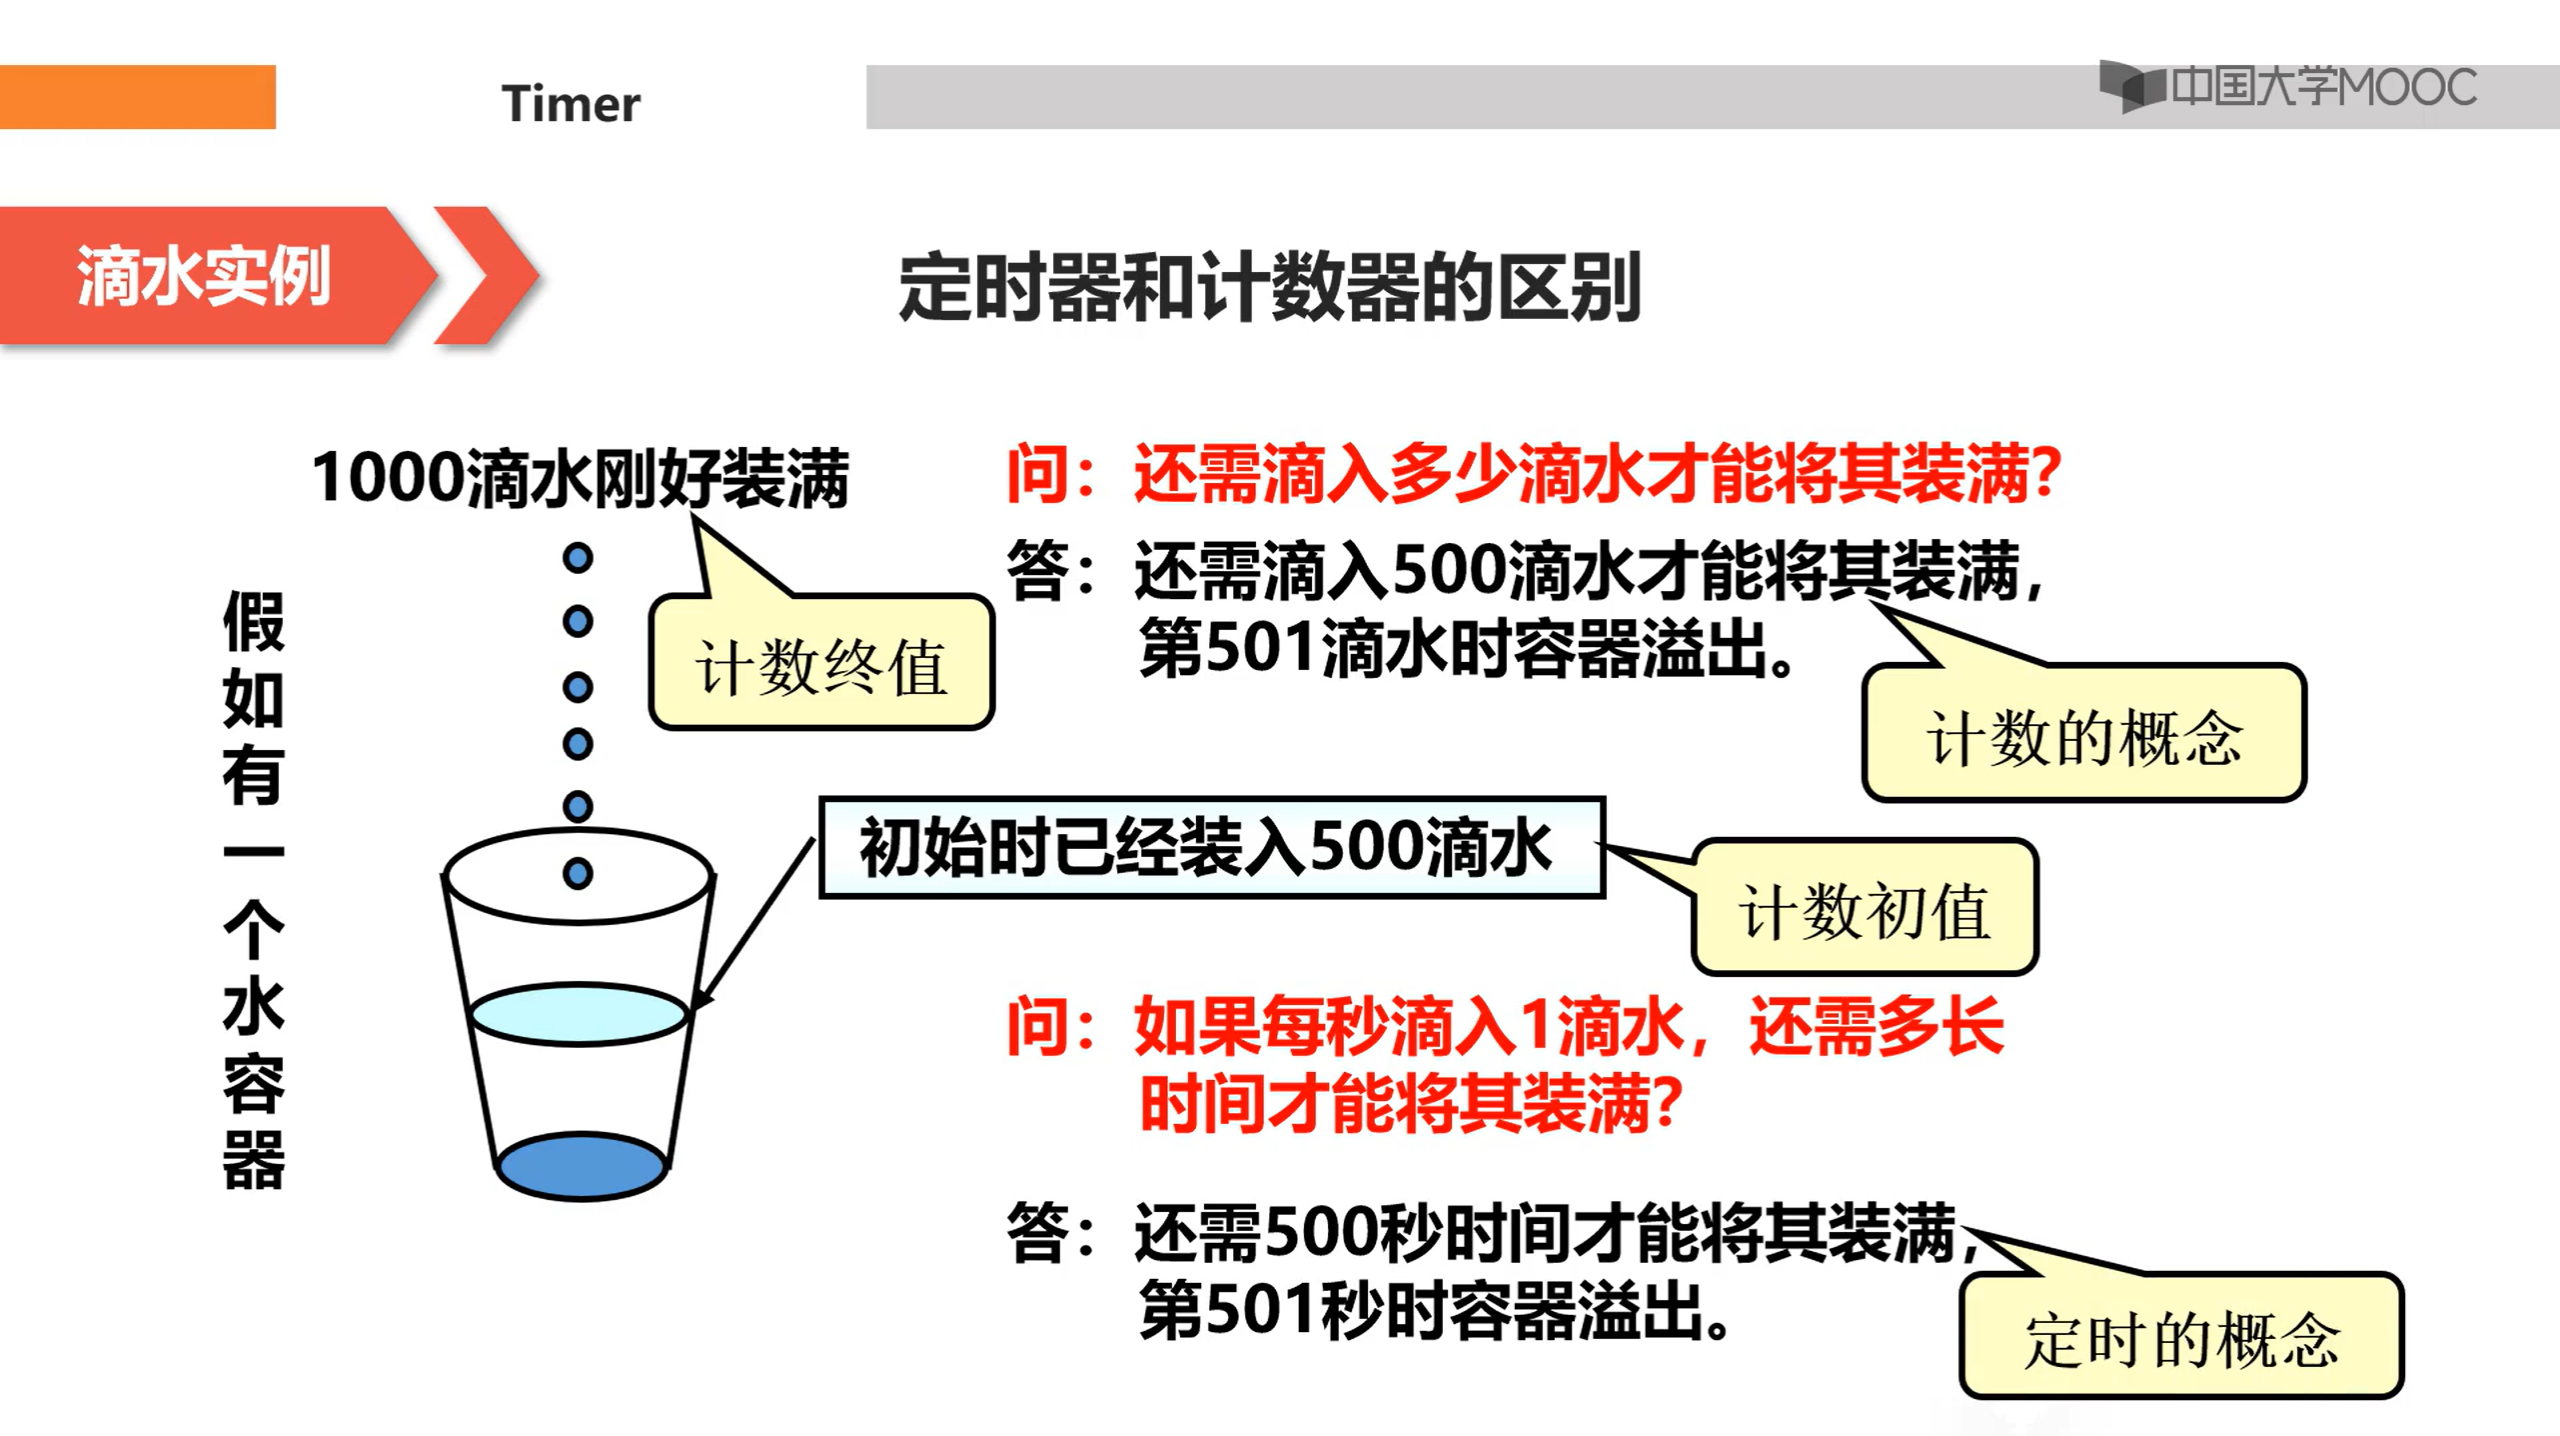 Timer
中国大学MOOC
滴水实例
定时器和计数器的区别
1000滴水刚好装满
计数终值
假如有一个水容器
问：还需滴入多少滴水才能将其装满？
答：还需滴入500滴水才能将其装满，
第501滴水时容器溢出。
计数的概念
初始时已经装入500滴水
计数初值
问：如果每秒滴入1滴水，还需多长
时间才能将其装满？
答：还需500秒时间才能将其装满，
第501秒时容器溢出。
定时的概念